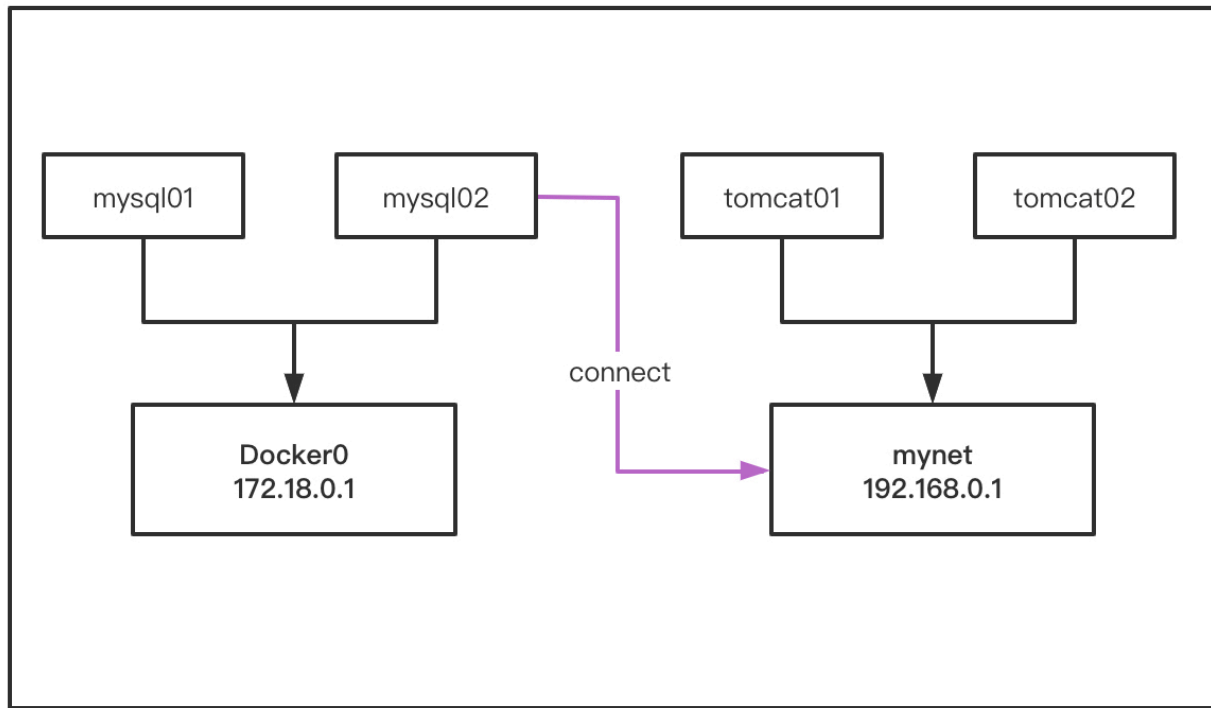 mysql01
mysql02
tomcat01
tomcat02
connect
Docker0
172.18.0.1
mynet
192.168.0.1